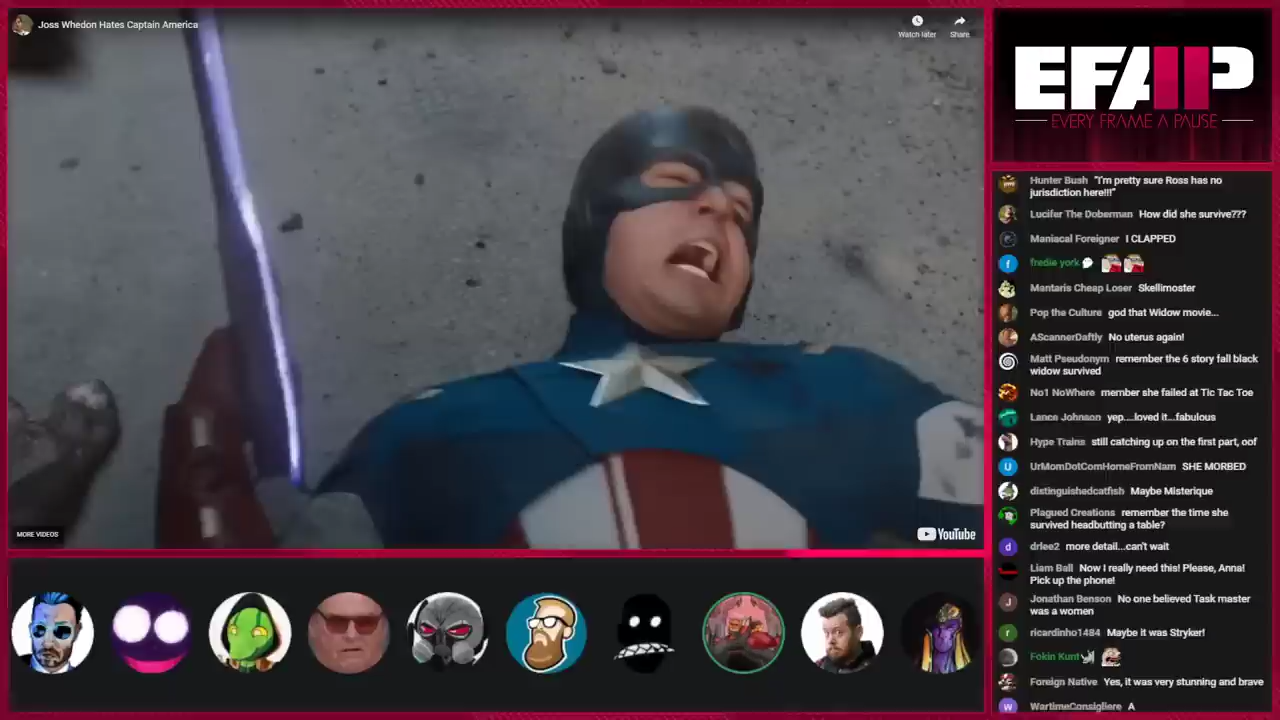 Joss Whedon Hates Captain America
Watch later
Share
MORE VIDEOS
YouTube
EFAP
EVERY FRAME A PAUSE
Hunter Bush "I'm pretty sure Ross has no
jurisdiction here!!!"
Lucifer The Doberman How did she survive???
Maniacal Foreigner I CLAPPED
fredie york
Mantaris Cheap Loser Skellimoster
Pop the Culture god that Widow movie...
AScannerDaftly No uterus again!
Matt Pseudonym remember the 6 story fall black
widow survived
No1 NoWhere member she failed at Tic Tac Toe
Lance Johnson yep....loved it...fabulous
Hype Trains still catching up on the first part, oof
U
UrMomDotComHomeFromNam SHE MORBED
distinguishedcatfish Maybe Misterique
Plagued Creations remember the time she
survived headbutting a table?
d
drlee2 more detail...can't wait
Liam Ball Now I really need this! Please, Anna!
Pick up the phone!
J
Jonathan Benson No one believed Task master
was a women
r
ricardinho1484 Maybe it was Stryker!
Fokin Kunt
Foreign Native Yes, it was very stunning and brave
W
WartimeConsigliere A